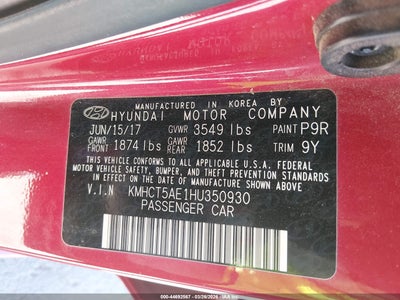 MANUFACTURED IN KOREA BY
HYUNDAI MOTOR COMPANY
JUN/15/17 GVWR 3549 lbs PAINT P9R
GAWR FRONT 1874 lbs GAWR REAR 1852 lbs TRIM 9Y
THIS VEHICLE CONFORMS TO ALL APPLICABLE U.S.A. FEDERAL
MOTOR VEHICLE SAFETY, BUMPER, AND THEFT PREVENTION STANDARDS
IN EFFECT ON THE DATE OF MANUFACTURE SHOWN ABOVE.
V.I.N KMHCT5AE1HU350930
PASSENGER CAR